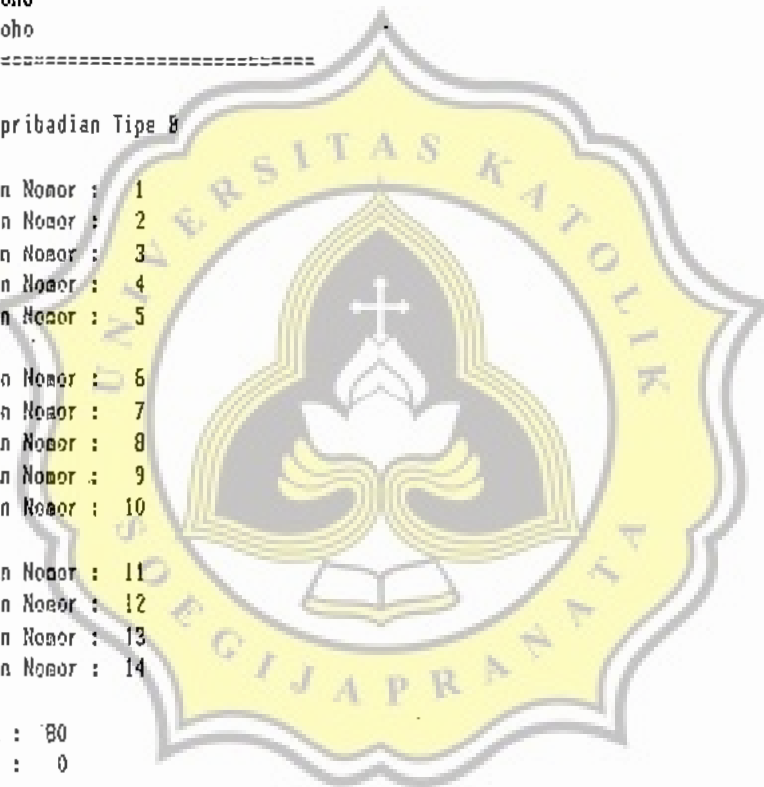 oho
oho
============================
pribadian Tipe B
n Nomor : 1
n Nomor : 2
n Nomor : 3
n Nomor : 4
n Nomor : 5
n Nomor : 6
n Nomor : 7
n Nomor : 8
n Nomor : 9
n Nomor : 10
n Nomor : 11
n Nomor : 12
n Nomor : 13
n Nomor : 14
: 80
: 0
UNIVERSITAS KATOLIK
SOEGIJAPRANATA